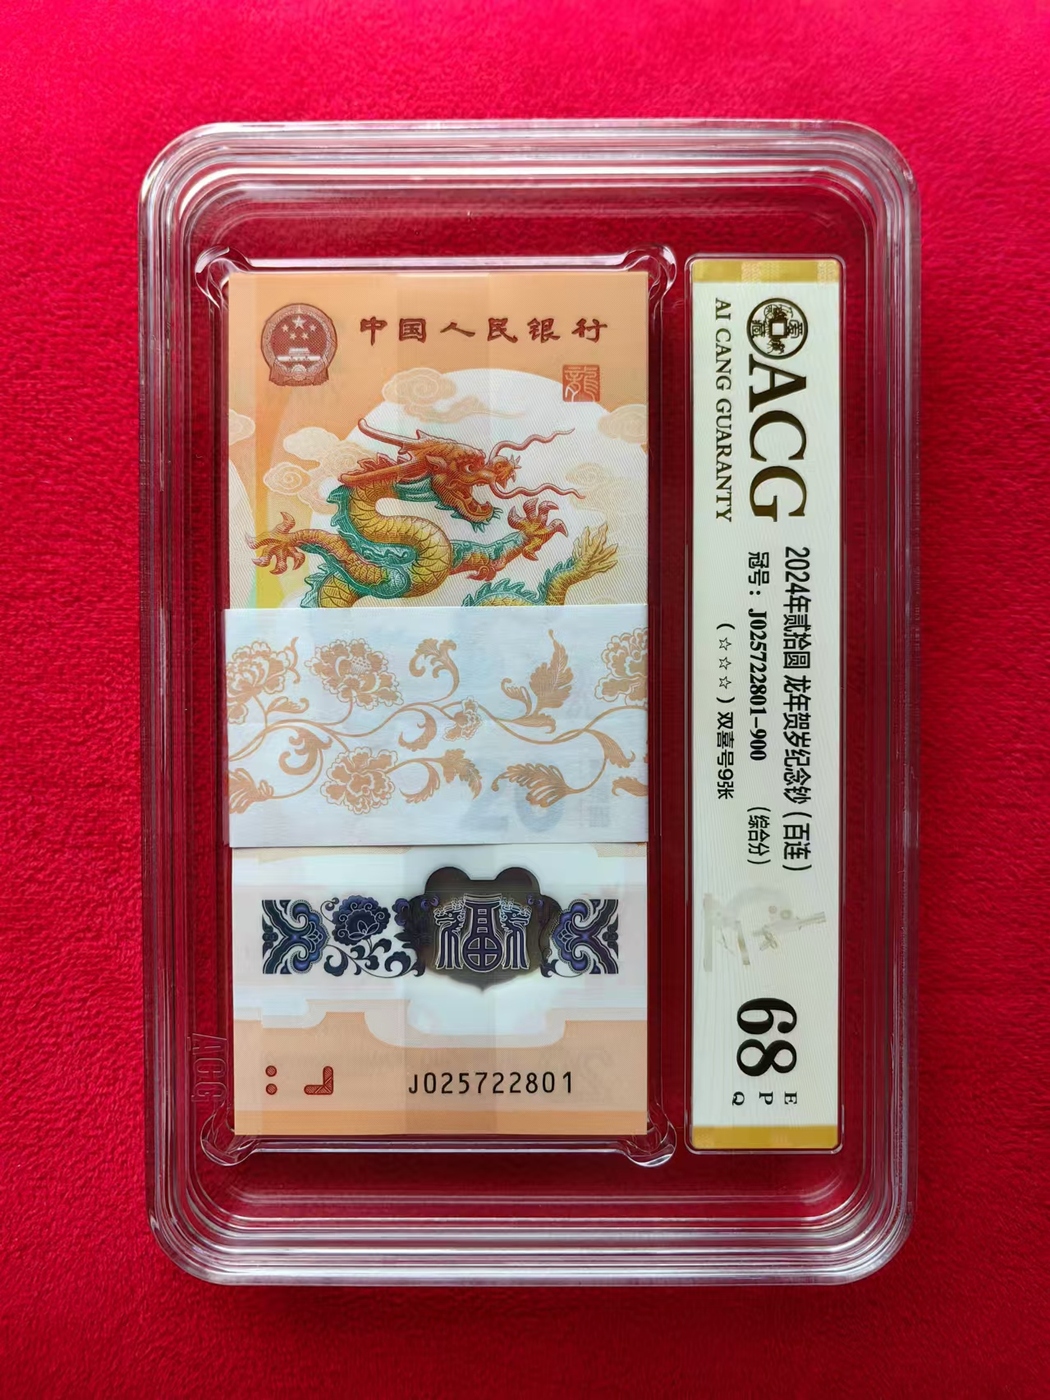 中国人民银行
龍
J025722801
ACG
AI CANG GUARANTY
2024年贰拾圆 龙年贺岁纪念钞（百连）
冠号：J025722801-900 （综合分）
（☆☆☆）双喜号9张
68
E
P
Q
ACG